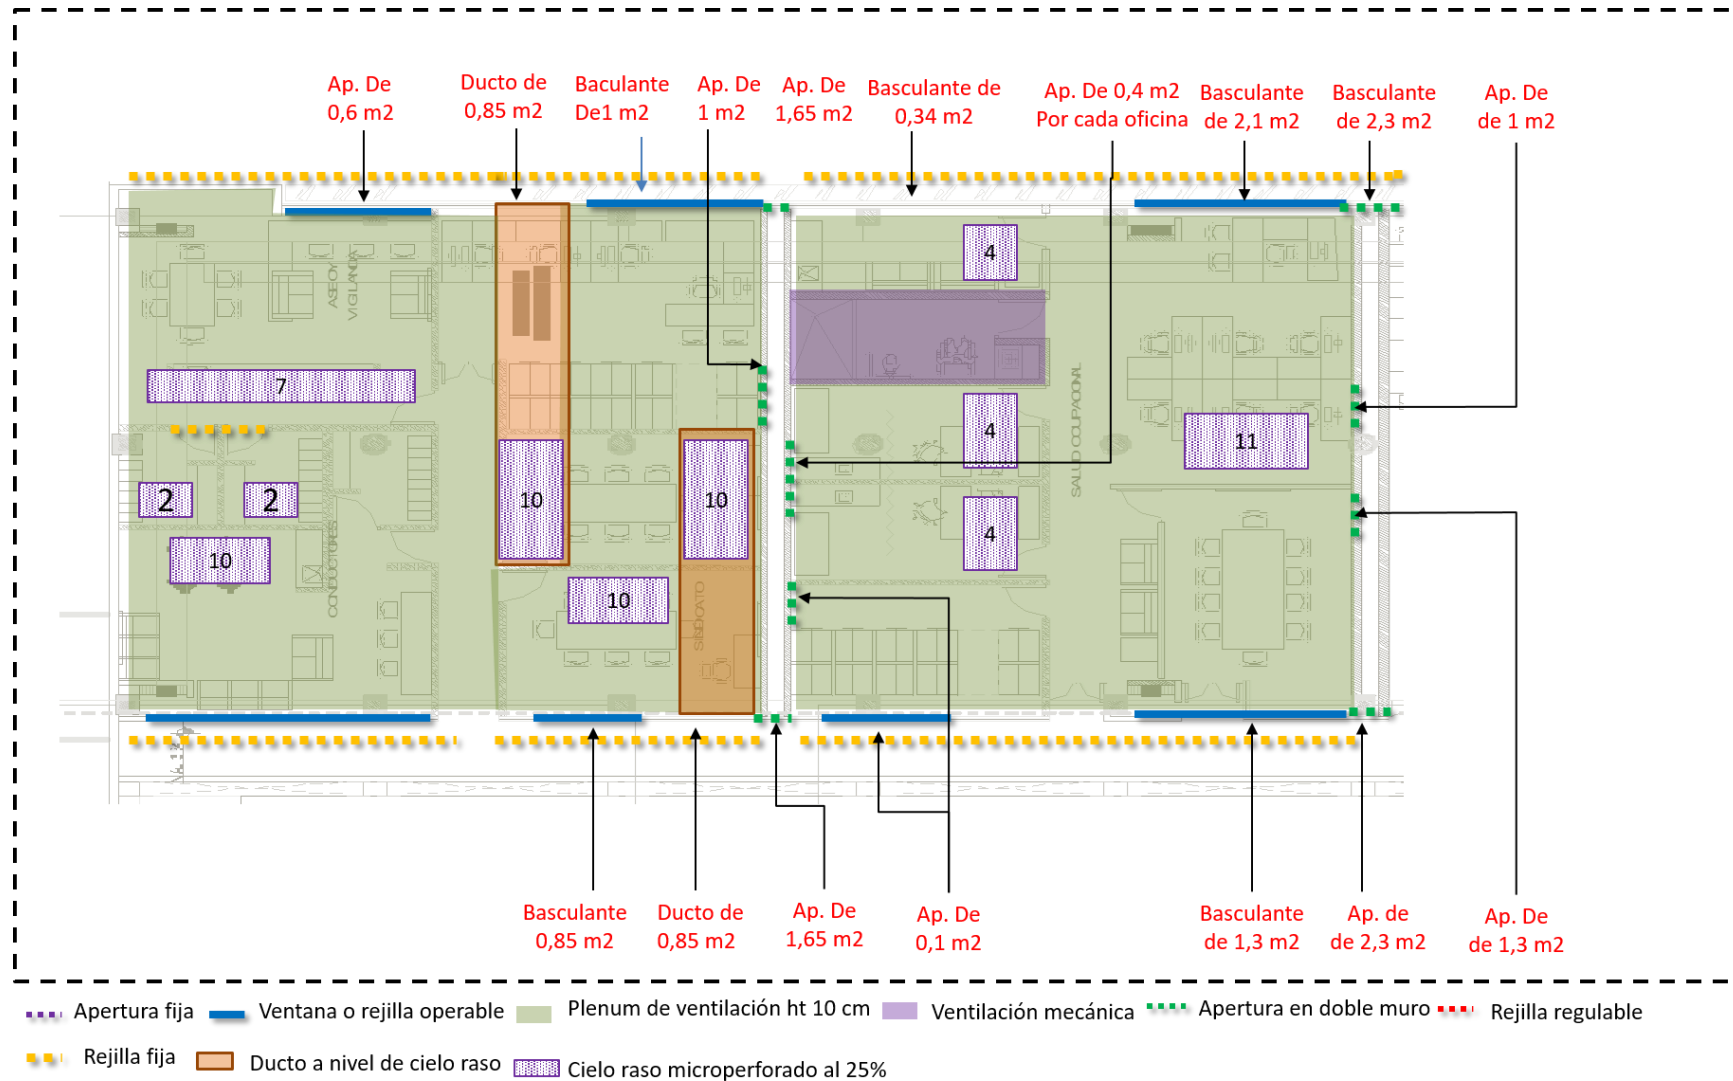 Ap. De
0,6 m2
Ducto de
0,85 m2
Baculante
De1 m2
Ap. De
1 m2
Ap. De
1,65 m2
Basculante de
0,34 m2
Ap. De 0,4 m2
Por cada oficina
Basculante
de 2,1 m2
Basculante
de 2,3 m2
Ap. De
de 1 m2
ASEO Y
VIGILANCIA
4
7
4
SALUD OCUPACIONAL
11
2
2
10
10
10
4
CONDUCTORES
10
SINDICATO
Basculante
0,85 m2
Ducto de
0,85 m2
Ap. De
1,65 m2
Ap. De
0,1 m2
Basculante
de 1,3 m2
Ap. de
de 2,3 m2
Ap. De
de 1,3 m2
Apertura fija
Ventana o rejilla operable
Plenum de ventilación ht 10 cm
Ventilación mecánica
Apertura en doble muro
Rejilla regulable
Rejilla fija
Ducto a nivel de cielo raso
Cielo raso microperforado al 25%